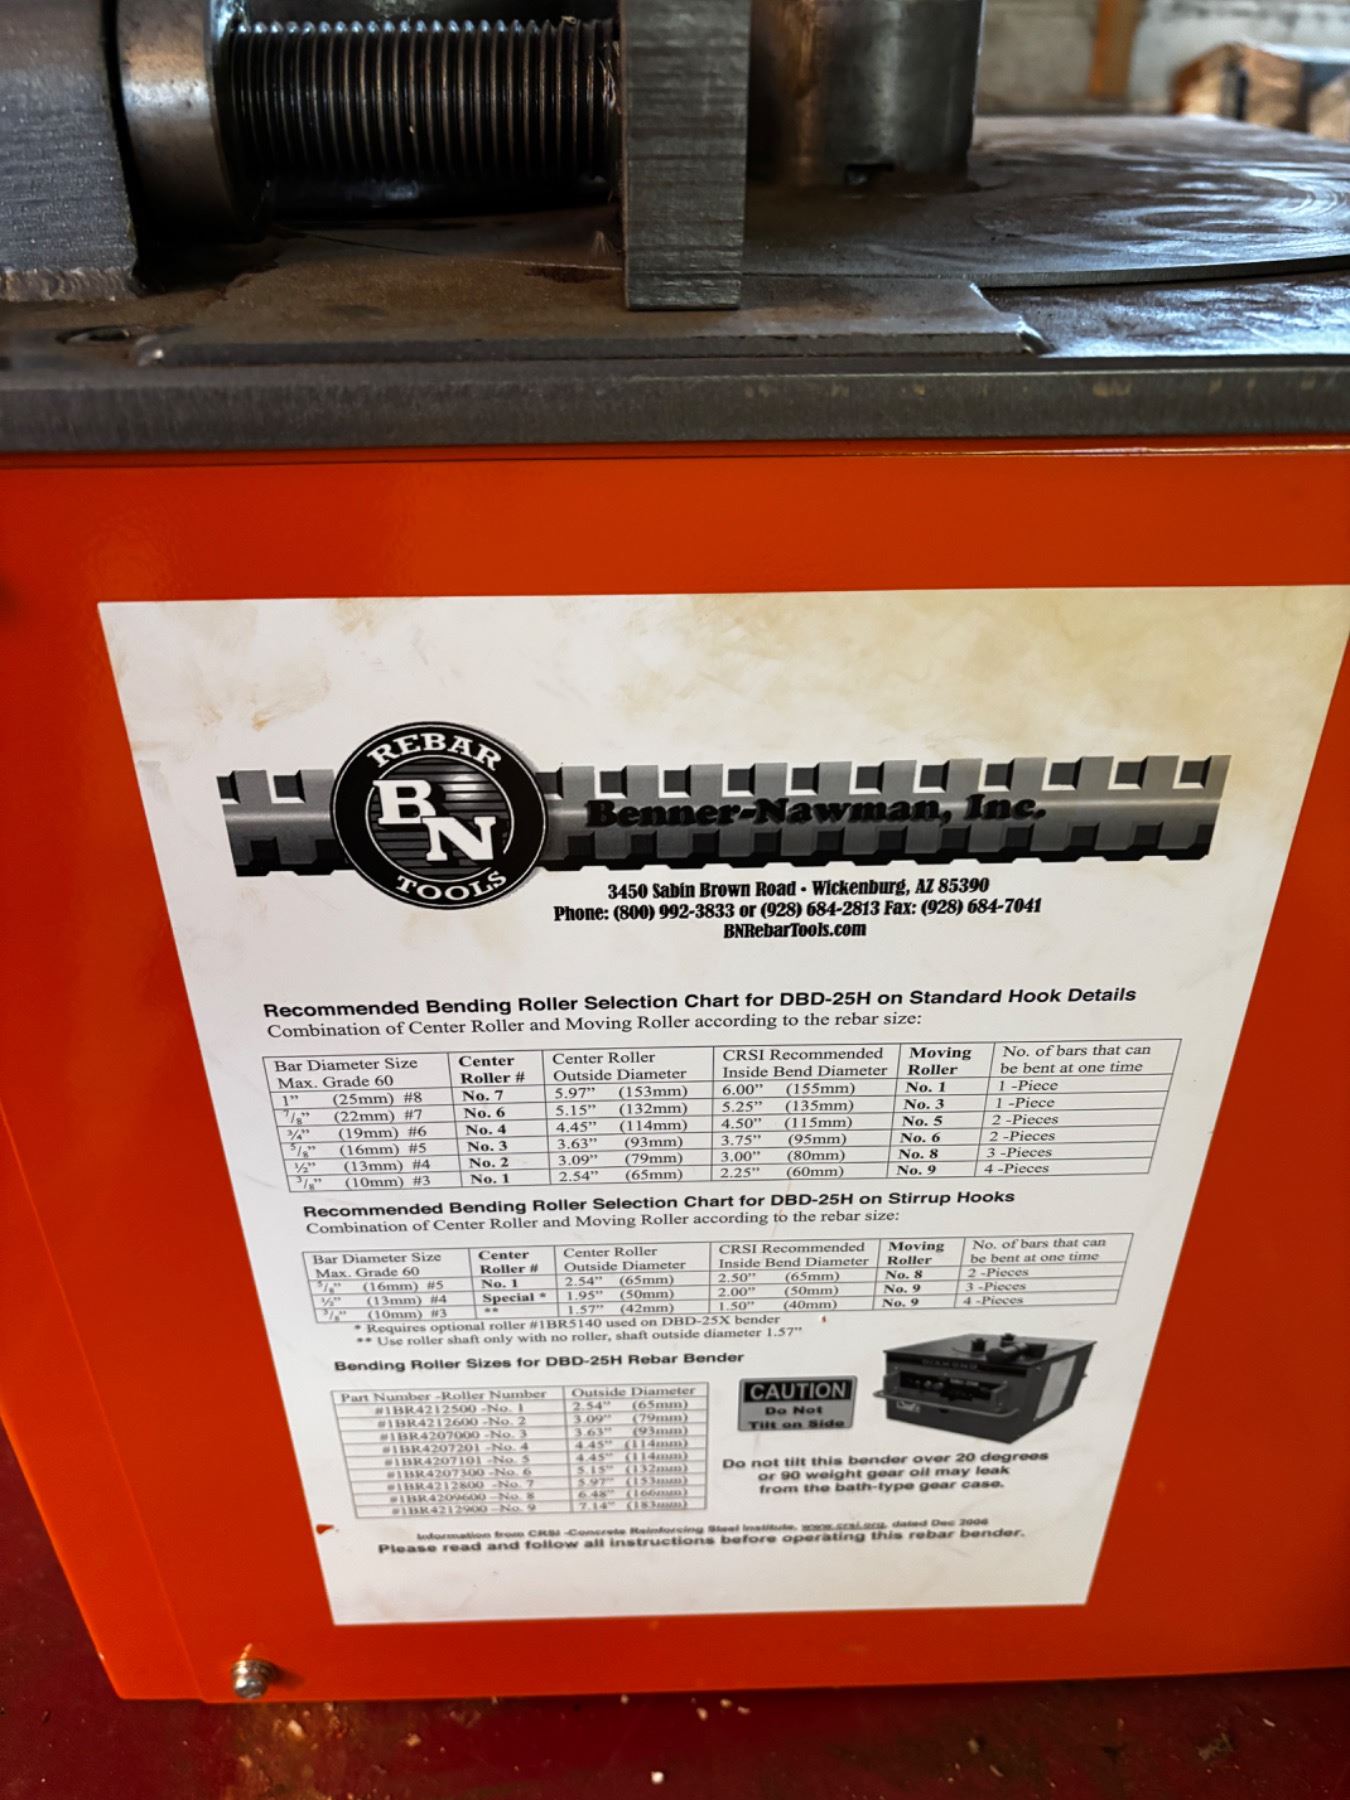 REBAR
BN
TOOLS
Benner-Nawman, Inc.
3450 Sabin Brown Road • Wickenburg, AZ 85390
Phone: (800) 992-3833 or (928) 684-2813 Fax: (928) 684-7041
BNRebarTools.com
Recommended Bending Roller Selection Chart for DBD-25H on Standard Hook Details
Combination of Center Roller and Moving Roller according to the rebar size:
Bar Diameter Size Center Center Roller CRSI Recommended Moving No. of bars that can
Max. Grade 60 Roller # Outside Diameter Inside Bend Diameter Roller be bent at one time
1" (25mm) #8 No. 7 5.97" (153mm) 6.00" (155mm) No. 1 1 -Piece
7/8" (22mm) #7 No. 6 5.15" (132mm) 5.25" (135mm) No. 3 1 -Piece
3/4" (19mm) #6 No. 4 4.45" (114mm) 4.50" (115mm) No. 5 2 -Pieces
5/8" (16mm) #5 No. 3 3.63" (93mm) 3.75" (95mm) No. 6 2 -Pieces
1/2" (13mm) #4 No. 2 3.09" (79mm) 3.00" (80mm) No. 8 3 -Pieces
3/8" (10mm) #3 No. 1 2.54" (65mm) 2.25" (60mm) No. 9 4 -Pieces
Recommended Bending Roller Selection Chart for DBD-25H on Stirrup Hooks
Combination of Center Roller and Moving Roller according to the rebar size:
Bar Diameter Size Center Center Roller CRSI Recommended Moving No. of bars that can
Max. Grade 60 Roller # Outside Diameter Inside Bend Diameter Roller be bent at one time
5/8" (16mm) #5 No. 1 2.54" (65mm) 2.50" (65mm) No. 8 2 -Pieces
1/2" (13mm) #4 Special * 1.95" (50mm) 2.00" (50mm) No. 9 3 -Pieces
3/8" (10mm) #3 ** 1.57" (42mm) 1.50" (40mm) No. 9 4 -Pieces
* Requires optional roller #1BR5140 used on DBD-25X bender
** Use roller shaft only with no roller, shaft outside diameter 1.57"
Bending Roller Sizes for DBD-25H Rebar Bender
Part Number -Roller Number Outside Diameter
#1BR4212500 -No. 1 2.54" (65mm)
#1BR4212600 -No. 2 3.09" (79mm)
#1BR4207000 -No. 3 3.63" (93mm)
#1BR4207201 -No. 4 4.45" (114mm)
#1BR4207101 -No. 5 4.45" (114mm)
#1BR4207300 -No. 6 5.15" (132mm)
#1BR4212800 -No. 7 5.97" (153mm)
#1BR4209600 -No. 8 6.48" (166mm)
#1BR4212900 -No. 9 7.14" (183mm)
CAUTION
Do Not
Tilt on Side
DIAMOND
Do not tilt this bender over 20 degrees
or 90 weight gear oil may leak
from the bath-type gear case.
Information from CRSI -Concrete Reinforcing Steel Institute, www.crsi.org, dated Dec 2006
Please read and follow all instructions before operating this rebar bender.